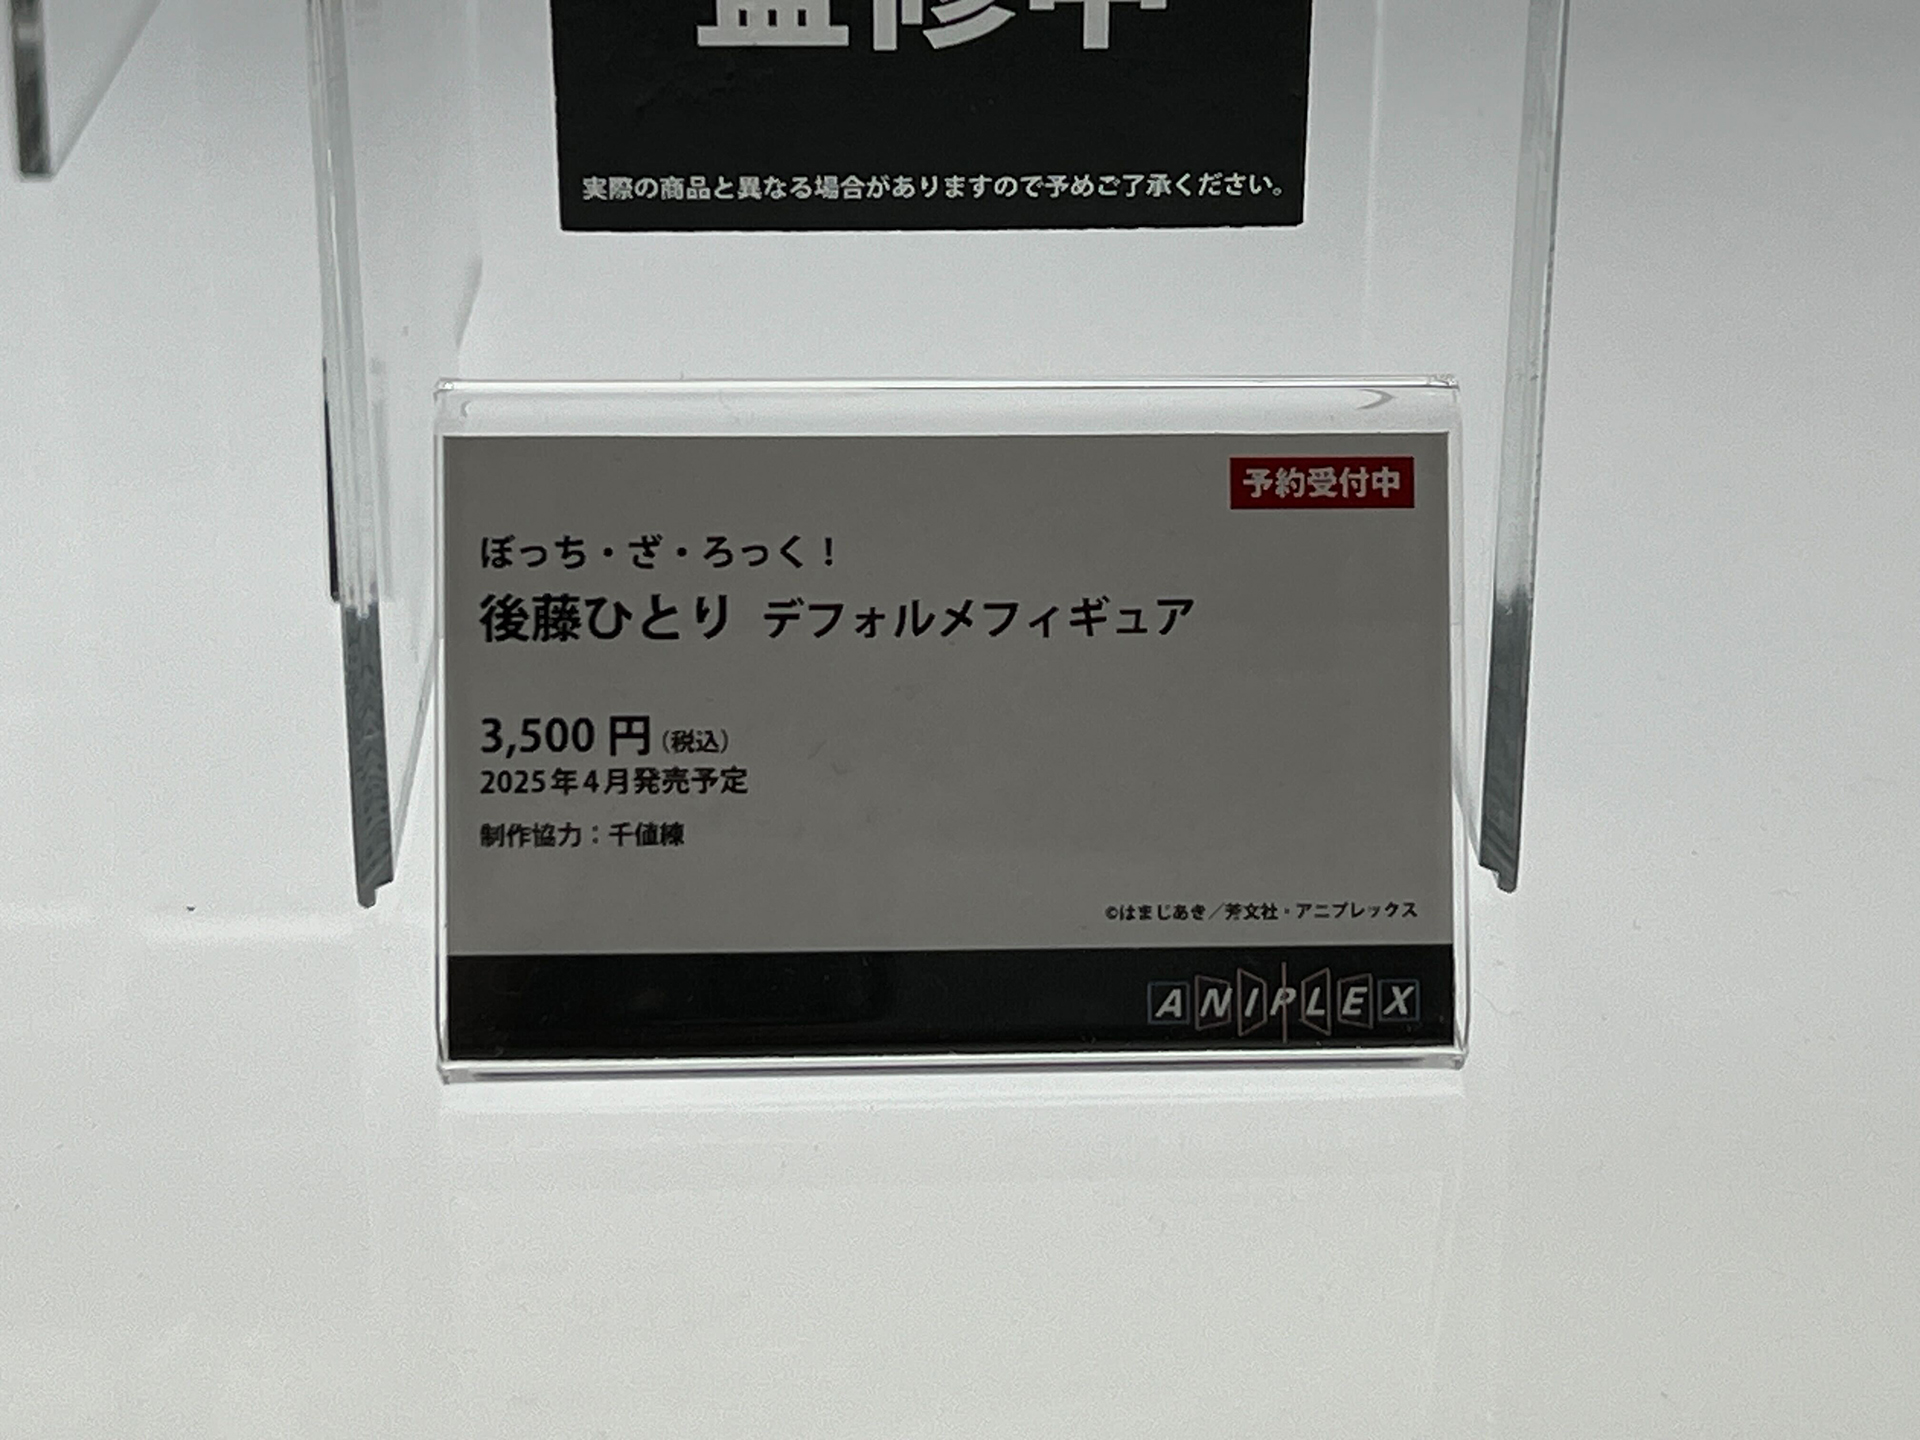 監修中
実際の商品と異なる場合がありますので予めご了承ください。
予約受付中
ぼっち・ざ・ろっく！
後藤ひとり デフォルメフィギュア
3,500 円（税込）
2025年4月発売予定
制作協力：千値練
©はまじあき／芳文社・アニプレックス
ANIPLEX